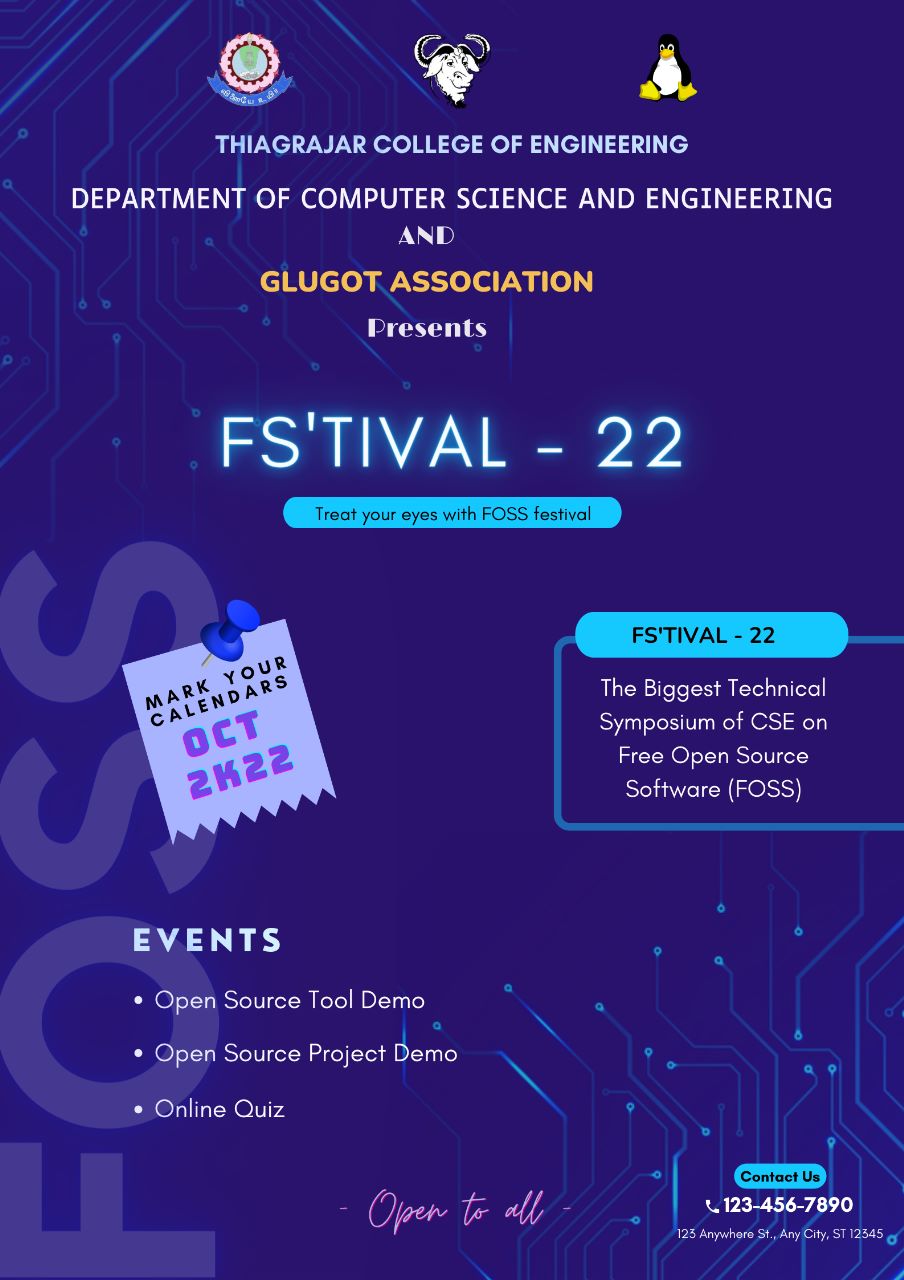 வினையே உயிர்
THIAGRAJAR COLLEGE OF ENGINEERING
DEPARTMENT OF COMPUTER SCIENCE AND ENGINEERING
AND
GLUGOT ASSOCIATION
Presents
FS'TIVAL - 22
Treat your eyes with FOSS festival
FOSS
MARK YOUR
CALENDARS
OCT
2K22
FS'TIVAL - 22
The Biggest Technical
Symposium of CSE on
Free Open Source
Software (FOSS)
EVENTS
• Open Source Tool Demo
• Open Source Project Demo
• Online Quiz
- Open to all -
Contact Us
123-456-7890
123 Anywhere St., Any City, ST 12345